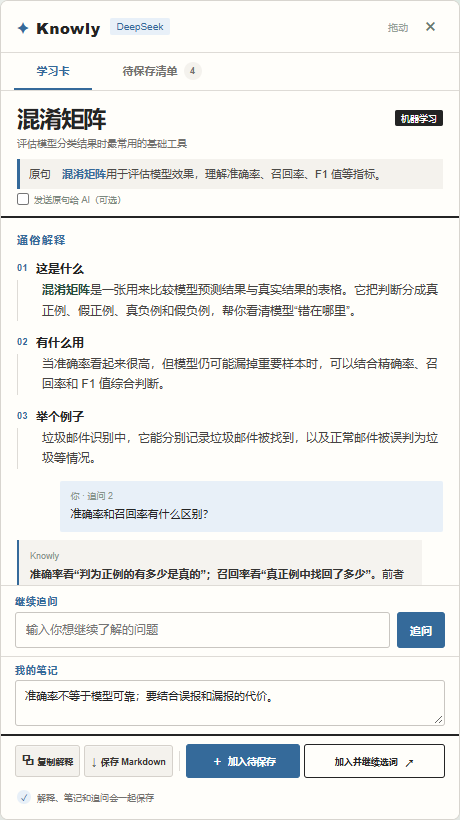 Knowly DeepSeek 拖动 ×
学习卡 待保存清单 4
混淆矩阵 机器学习
评估模型分类结果时最常用的基础工具
原句 混淆矩阵用于评估模型效果，理解准确率、召回率、F1 值等指标。
发送原句给 AI（可选）
通俗解释
01 这是什么
混淆矩阵是一张用来比较模型预测结果与真实结果的表格。它把判断分成真
正例、假正例、真负例和假负例，帮你看清模型“错在哪里”。
02 有什么用
当准确率看起来很高，但模型仍可能漏掉重要样本时，可以结合精确率、召
回率和 F1 值综合判断。
03 举个例子
垃圾邮件识别中，它能分别记录垃圾邮件被找到，以及正常邮件被误判为垃
圾等情况。
你 · 追问 2
准确率和召回率有什么区别？
Knowly
准确率看“判为正例的有多少是真的”；召回率看“真正例中找回了多少”。前者
继续追问
输入你想继续了解的问题 追问
我的笔记
准确率不等于模型可靠；要结合误报和漏报的代价。
复制解释 ↓ 保存 Markdown ＋ 加入待保存 加入并继续选词 ↗
✓ 解释、笔记和追问会一起保存